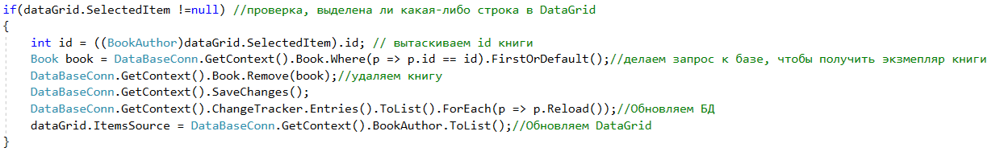 if(dataGrid.SelectedItem !=null) //проверка, выделена ли какая-либо строка в DataGrid
{
int id = ((BookAuthor)dataGrid.SelectedItem).id; // вытаскиваем id книги
Book book = DataBaseConn.GetContext().Book.Where(p => p.id == id).FirstOrDefault();//делаем запрос к базе, чтобы получить экзмепляр книги
DataBaseConn.GetContext().Book.Remove(book);//удаляем книгу
DataBaseConn.GetContext().SaveChanges();
DataBaseConn.GetContext().ChangeTracker.Entries().ToList().ForEach(p => p.Reload());//Обновляем БД
dataGrid.ItemsSource = DataBaseConn.GetContext().BookAuthor.ToList();//Обновляем DataGrid
}